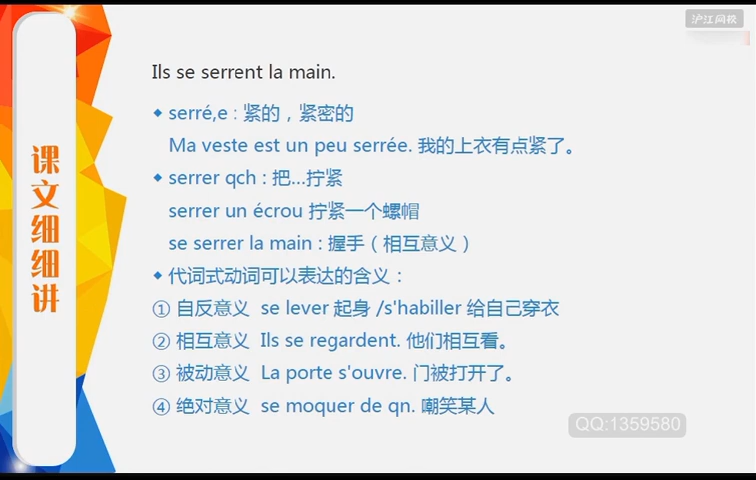 沪江网校
课文细细讲
Ils se serrent la main.
◆ serré,e : 紧的，紧密的
Ma veste est un peu serrée. 我的上衣有点紧了。
◆ serrer qch : 把...拧紧
serrer un écrou 拧紧一个螺帽
se serrer la main : 握手（相互意义）
◆ 代词式动词可以表达的含义：
① 自反意义 se lever 起身 /s'habiller 给自己穿衣
② 相互意义 Ils se regardent. 他们相互看。
③ 被动意义 La porte s'ouvre. 门被打开了。
④ 绝对意义 se moquer de qn. 嘲笑某人
QQ:1359580